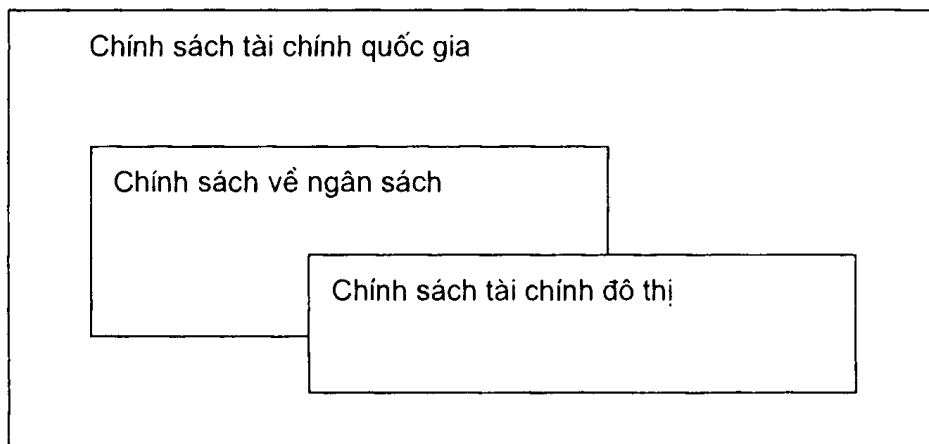 Chính sách tài chính quốc gia
Chính sách về ngân sách
Chính sách tài chính đô thị